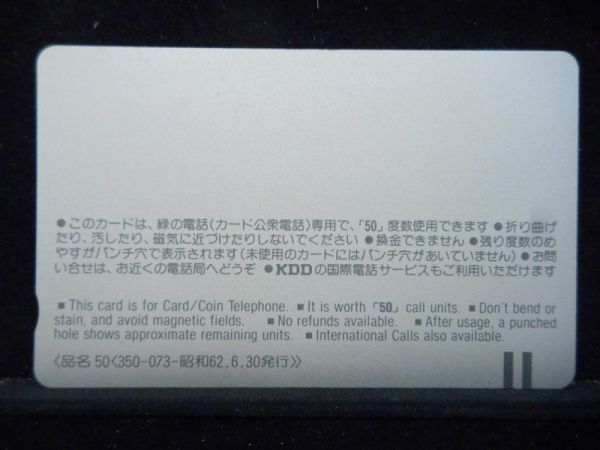 ●このカードは、緑の電話(カード公衆電話)専用で、「50」度数使用できます ●折り曲げ
たり、汚したり、磁気に近づけたりしないでください ●換金できません ●残り度数のめ
やすがパンチ穴で表示されます(未使用のカードにはパンチ穴があいていません) ●お問
い合せは、お近くの電話局へどうぞ ●KDDの国際電話サービスもご利用いただけます
■ This card is for Card/Coin Telephone. ■ It is worth 「50」 call units. ■ Don't bend or
stain, and avoid magnetic fields. ■ No refunds available. ■ After usage, a punched
hole shows approximate remaining units. ■ International Calls also available.
〈品名 50〈350-073-昭和62.6.30発行〉〉